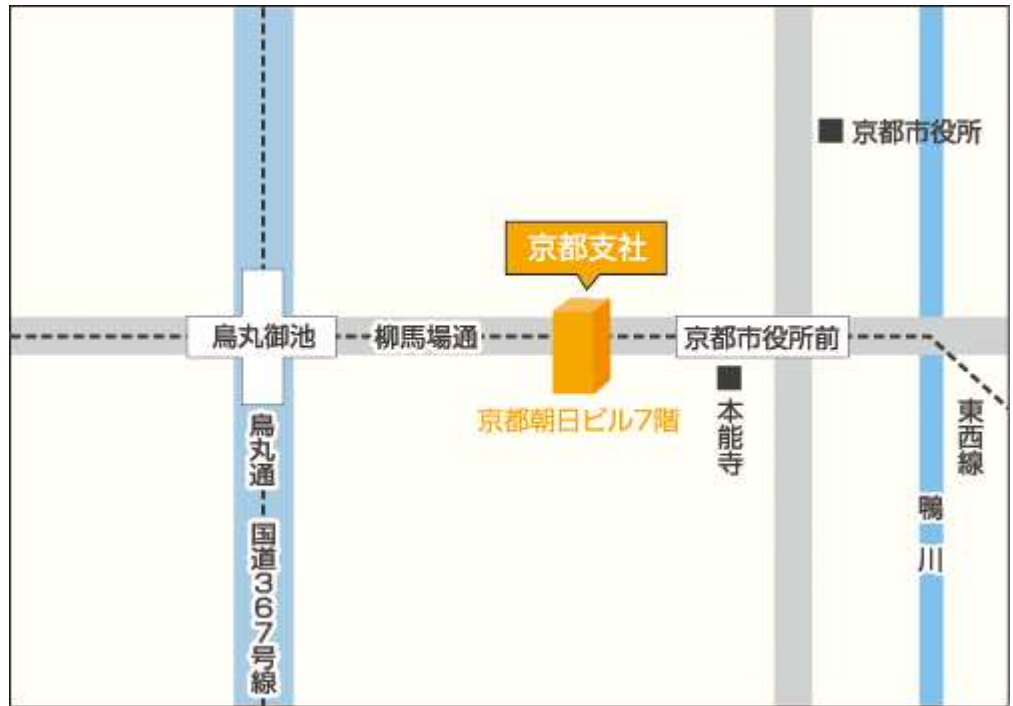 ■ 京都市役所
京都支社
烏丸御池
柳馬場通
京都市役所前
京都朝日ビル7階
■本能寺
烏丸通
国道367号線
東西線
鴨川